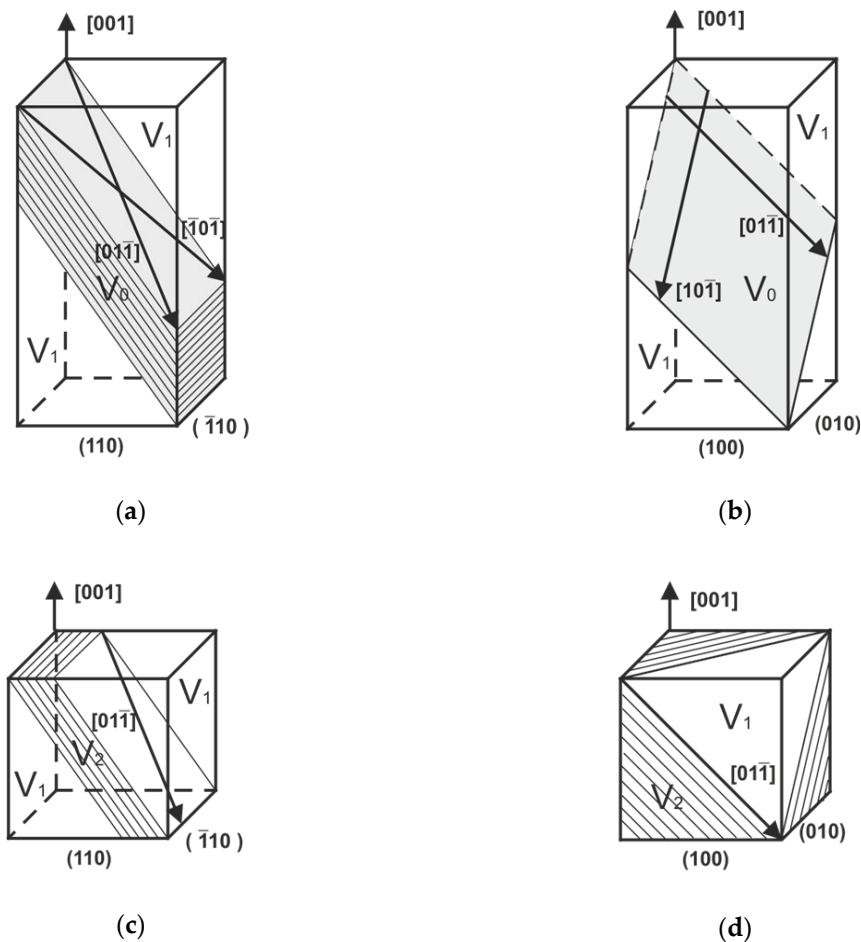 [001]
V₁
[1̅01̅]
[011̅]
V₀
V₁
(1̅10)
(110)
(a)
[001]
V₁
[011̅]
[101̅]
V₀
V₁
(010)
(100)
(b)
[001]
V₁
[011̅]
V₂
V₁
(1̅10)
(110)
(c)
[001]
V₁
[011̅]
V₂
(010)
(100)
(d)